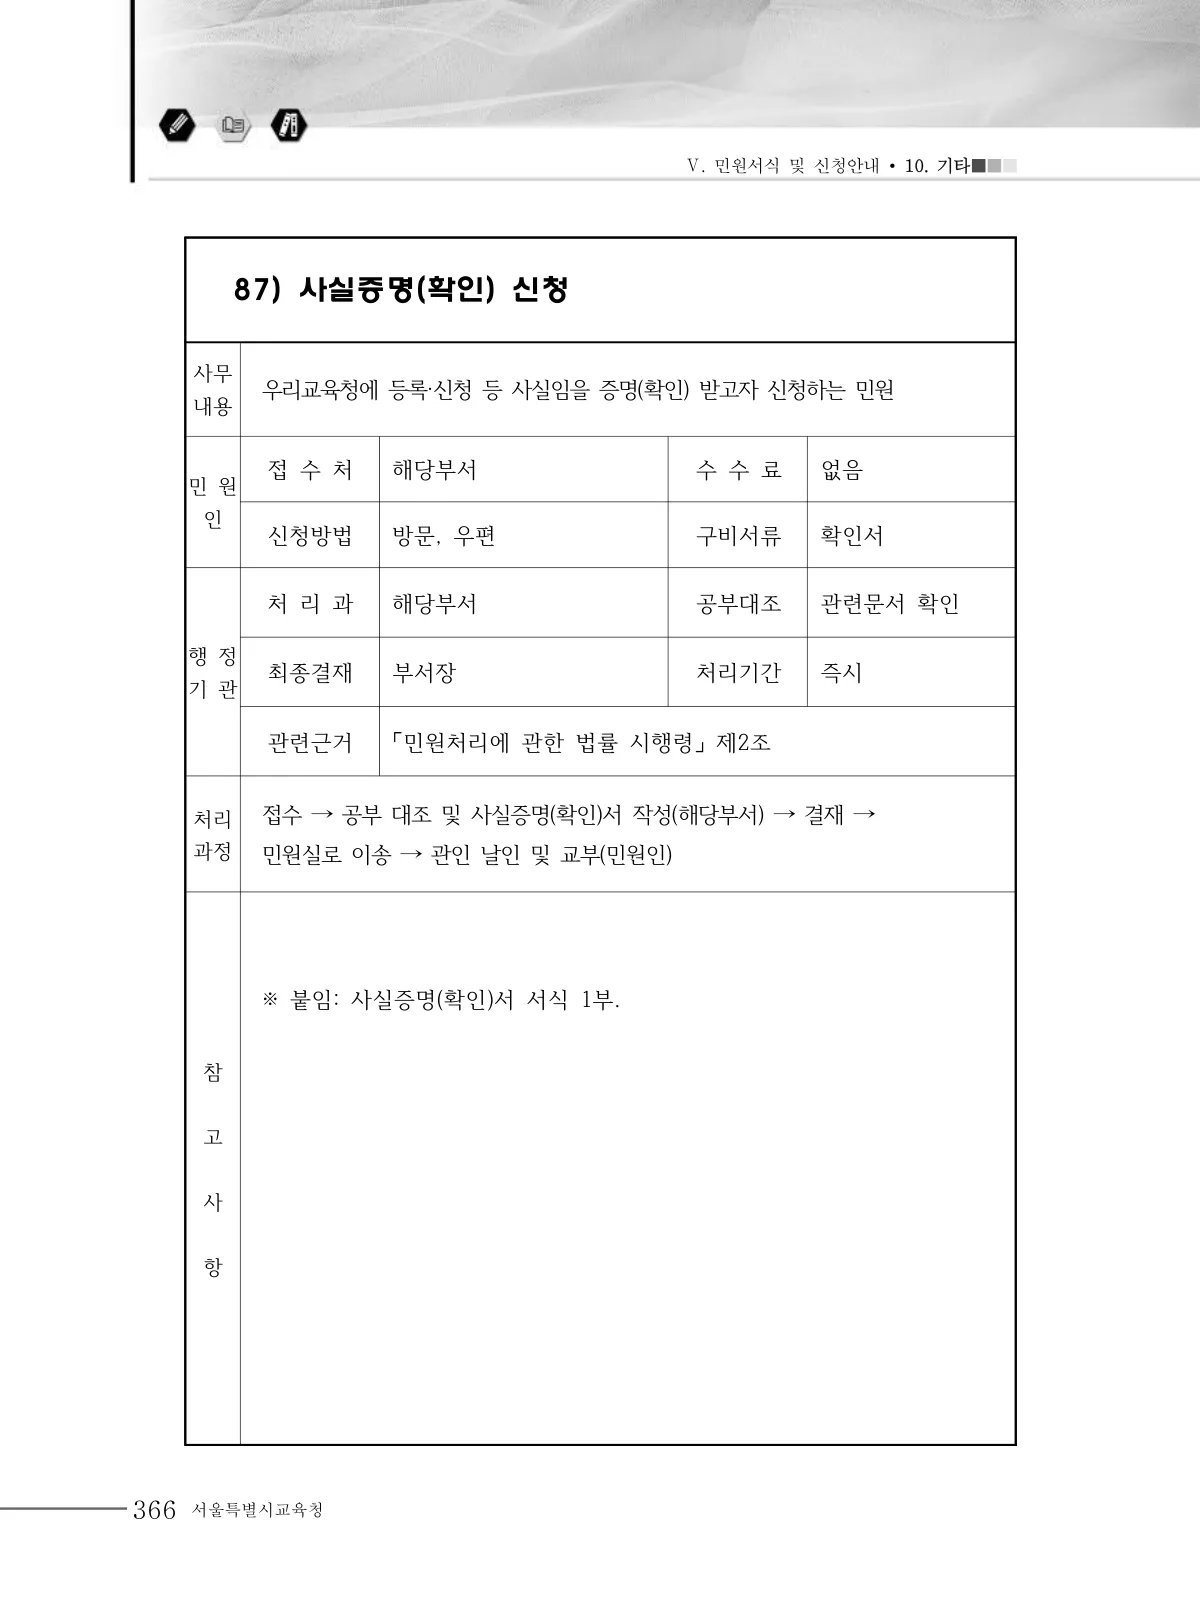 Ⅴ. 민원서식 및 신청안내 • 10. 기타
87) 사실증명(확인) 신청
사무
내용
우리교육청에 등록·신청 등 사실임을 증명(확인) 받고자 신청하는 민원
민 원
인
접 수 처
해당부서
수 수 료
없음
신청방법
방문, 우편
구비서류
확인서
행 정
기 관
처 리 과
해당부서
공부대조
관련문서 확인
최종결재
부서장
처리기간
즉시
관련근거
「민원처리에 관한 법률 시행령」 제2조
처리
과정
접수 → 공부 대조 및 사실증명(확인)서 작성(해당부서) → 결재 →
민원실로 이송 → 관인 날인 및 교부(민원인)
참
고
사
항
※ 붙임: 사실증명(확인)서 서식 1부.
366 서울특별시교육청